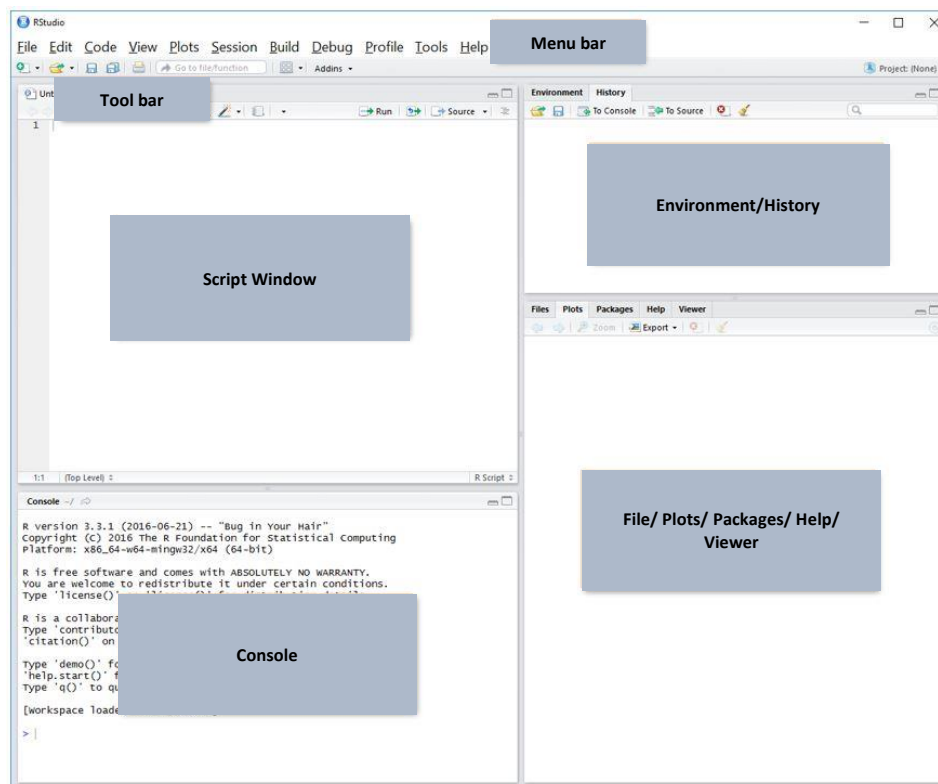 RStudio
File Edit Code View Plots Session Build Debug Profile Tools Help
Menu bar
Go to file/function
Addins
Project: (None)
Tool bar
Run
Source
1
Script Window
1:1 (Top Level)
R Script
Environment History
To Console To Source
Environment/History
Files Plots Packages Help Viewer
Zoom Export
File/ Plots/ Packages/ Help/
Viewer
Console ~/
R version 3.3.1 (2016-06-21) -- "Bug in Your Hair"
Copyright (C) 2016 The R Foundation for Statistical Computing
Platform: x86_64-w64-mingw32/x64 (64-bit)
R is free software and comes with ABSOLUTELY NO WARRANTY.
You are welcome to redistribute it under certain conditions.
Type 'license()'
R is a
Type
'citation()' on
Type 'demo()'
'help.start()'
Type 'q()' to
[Workspace
>
Console